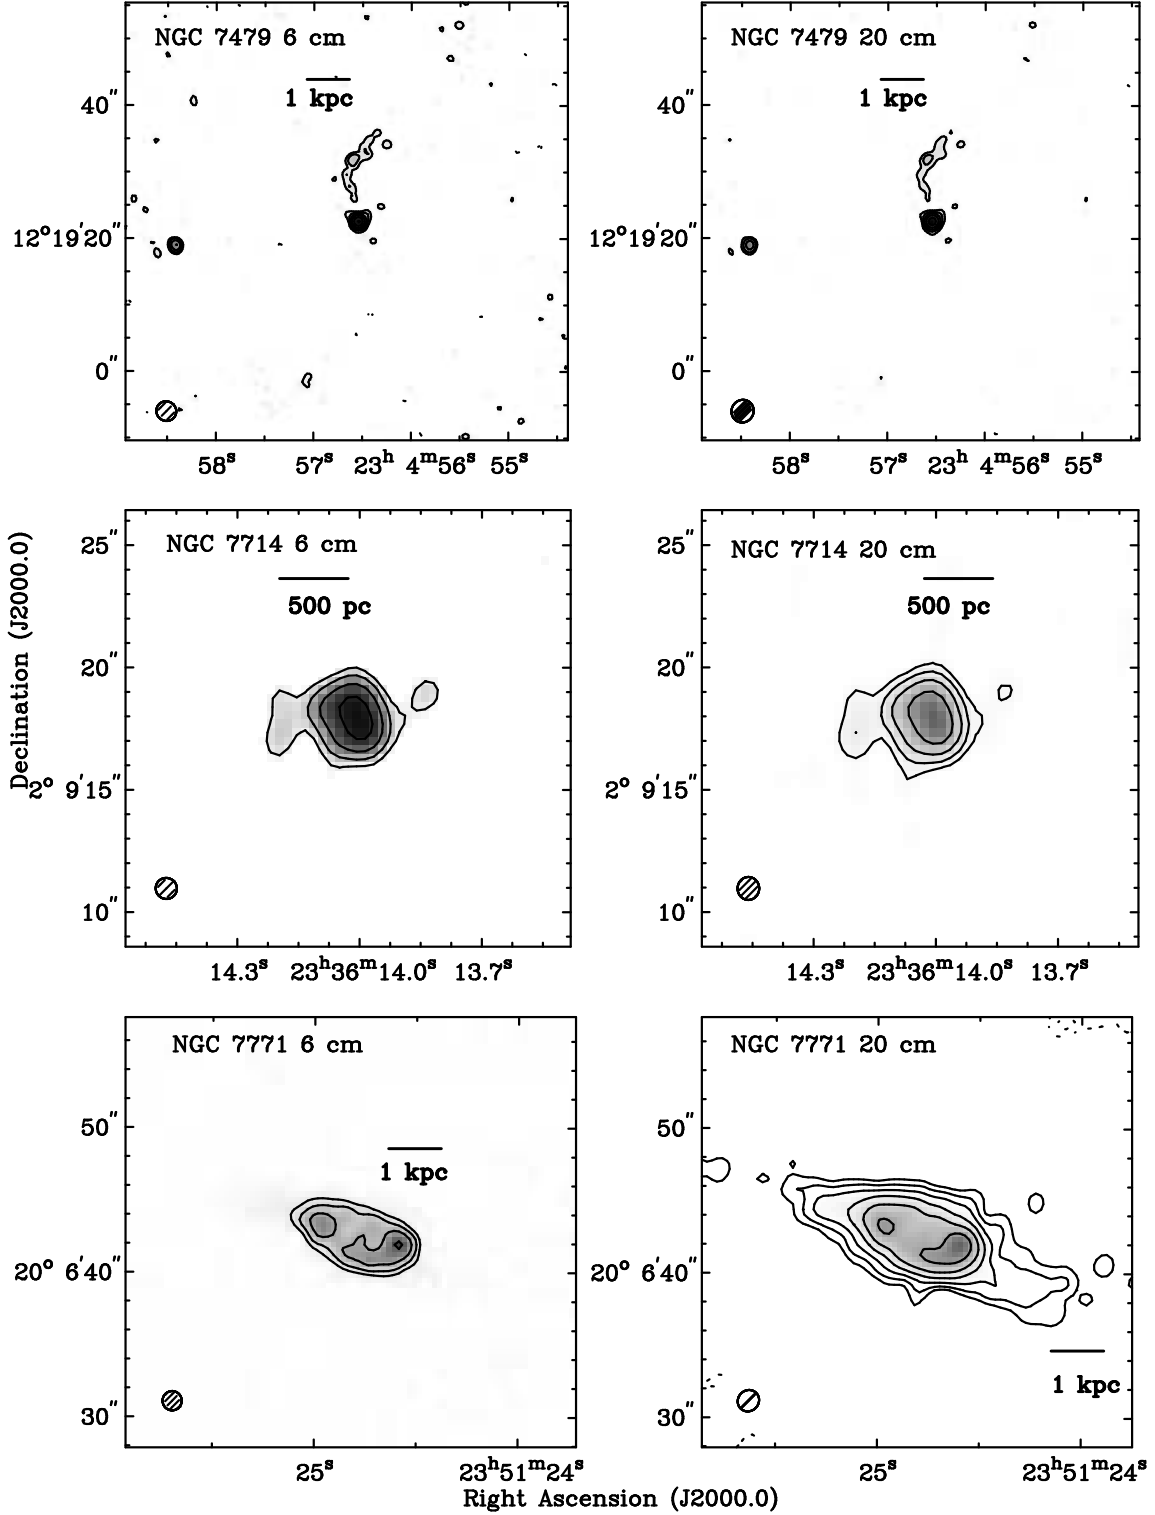 NGC 7479 6 cm
1 kpc
40″
12°19′20″
0″
58ˢ 57ˢ 23ʰ 4ᵐ56ˢ 55ˢ
NGC 7479 20 cm
1 kpc
40″
12°19′20″
0″
58ˢ 57ˢ 23ʰ 4ᵐ56ˢ 55ˢ
Declination (J2000.0)
NGC 7714 6 cm
500 pc
25″
20″
2° 9′15″
10″
14.3ˢ 23ʰ36ᵐ14.0ˢ 13.7ˢ
NGC 7714 20 cm
500 pc
25″
20″
2° 9′15″
10″
14.3ˢ 23ʰ36ᵐ14.0ˢ 13.7ˢ
NGC 7771 6 cm
50″
1 kpc
20° 6′40″
30″
25ˢ 23ʰ51ᵐ24ˢ
NGC 7771 20 cm
50″
20° 6′40″
1 kpc
30″
25ˢ 23ʰ51ᵐ24ˢ
Right Ascension (J2000.0)